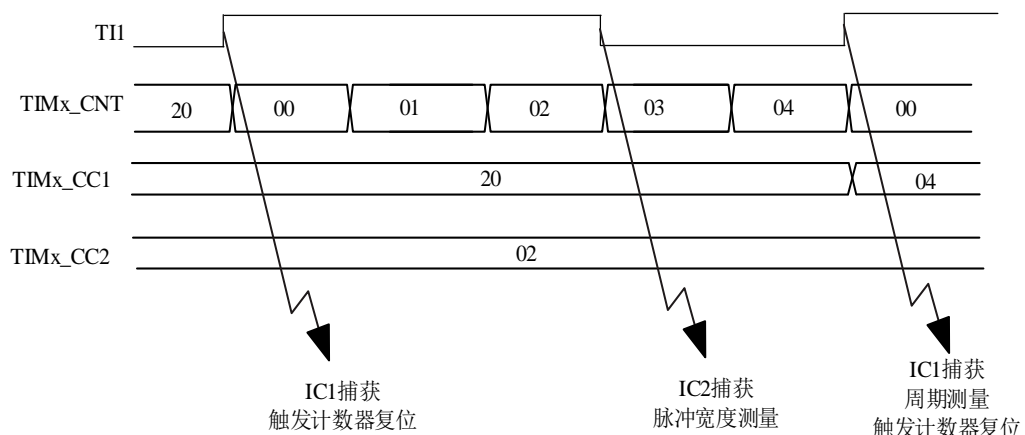 TI1
TIMx_CNT
20 00 01 02 03 04 00
TIMx_CC1
20 04
TIMx_CC2
02
IC1捕获
触发计数器复位
IC2捕获
脉冲宽度测量
IC1捕获
周期测量
触发计数器复位